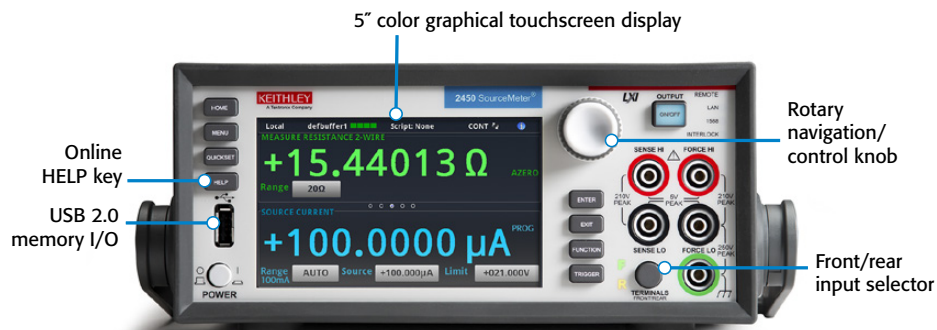 5″ color graphical touchscreen display
KEITHLEY
A Tektronix Company
2450 SourceMeter®
LXI
OUTPUT
ON/OFF
REMOTE
LAN
1588
INTERLOCK
HOME
MENU
QUICKSET
HELP
Online
HELP key
USB 2.0
memory I/O
POWER
Local defbuffer1 Script: None CONT
MEASURE RESISTANCE 2-WIRE
+15.44013 Ω
AZERO
Range 20Ω
SOURCE CURRENT
+100.0000 μA
PROG
Range AUTO Source +100.000μA Limit +021.000V
100mA
ENTER
EXIT
FUNCTION
TRIGGER
SENSE HI
FORCE HI
210V
PEAK
5V
PEAK
210V
PEAK
SENSE LO
FORCE LO
250V
PEAK
F
R
TERMINALS
FRONT/REAR
Rotary
navigation/
control knob
Front/rear
input selector